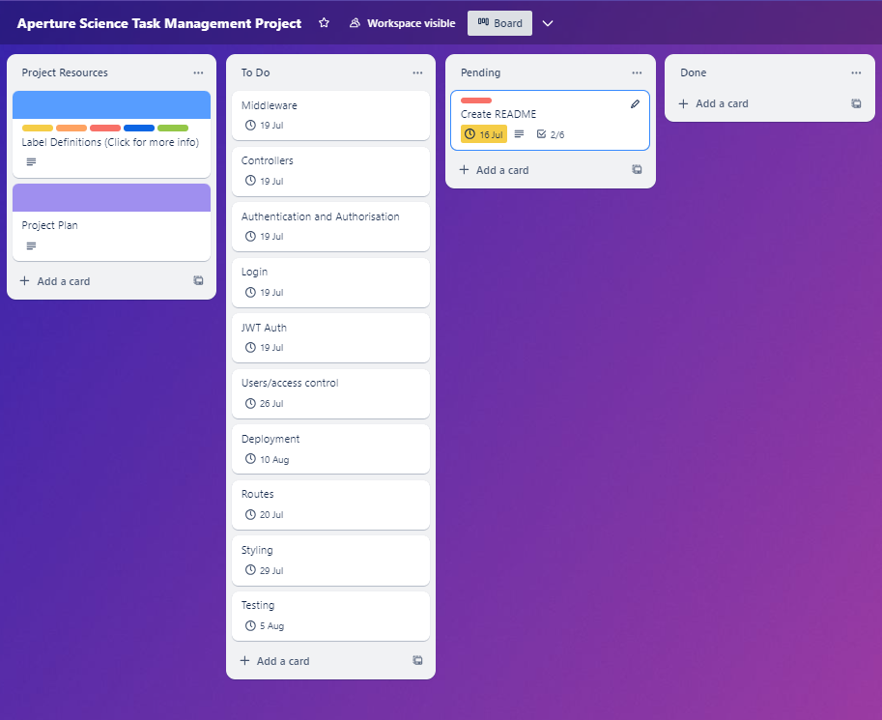 Aperture Science Task Management Project
Workspace visible
Board
Project Resources
Label Definitions (Click for more info)
Project Plan
Add a card
To Do
Middleware
19 Jul
Controllers
19 Jul
Authentication and Authorisation
19 Jul
Login
19 Jul
JWT Auth
19 Jul
Users/access control
26 Jul
Deployment
10 Aug
Routes
20 Jul
Styling
29 Jul
Testing
5 Aug
Add a card
Pending
Create README
16 Jul 2/6
Add a card
Done
Add a card